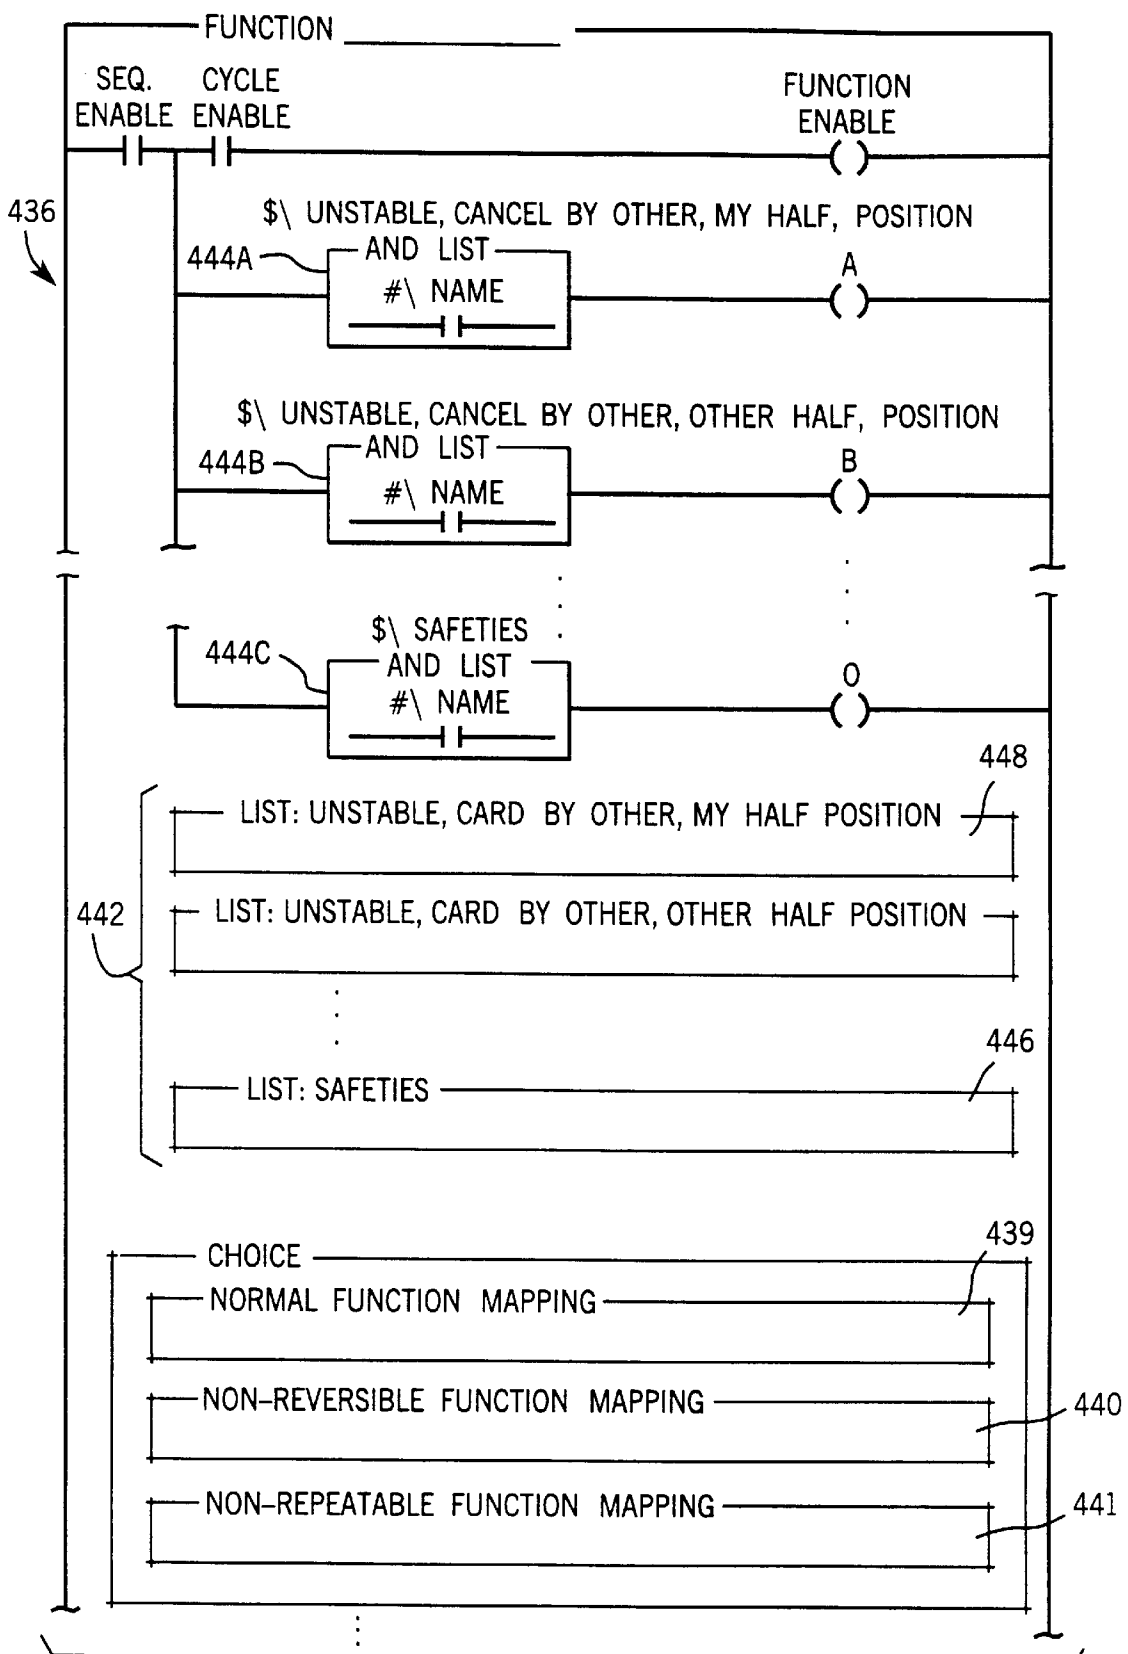 FUNCTION
SEQ. ENABLE
CYCLE ENABLE
FUNCTION ENABLE
436
$\ UNSTABLE, CANCEL BY OTHER, MY HALF, POSITION
444A
AND LIST
A
#\ NAME
$\ UNSTABLE, CANCEL BY OTHER, OTHER HALF, POSITION
444B
AND LIST
B
#\ NAME
$\ SAFETIES
444C
AND LIST
O
#\ NAME
448
LIST: UNSTABLE, CARD BY OTHER, MY HALF POSITION
442
LIST: UNSTABLE, CARD BY OTHER, OTHER HALF POSITION
446
LIST: SAFETIES
439
CHOICE
NORMAL FUNCTION MAPPING
NON-REVERSIBLE FUNCTION MAPPING
440
NON-REPEATABLE FUNCTION MAPPING
441